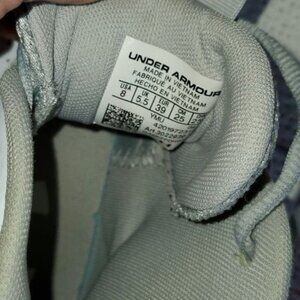 UNDER ARMOUR
MADE IN VIETNAM
FABRIQUÉ AU VIETNAM
HECHO EN VIETNAM
USA UK EUR CM
8 5.5 39 25
YMU